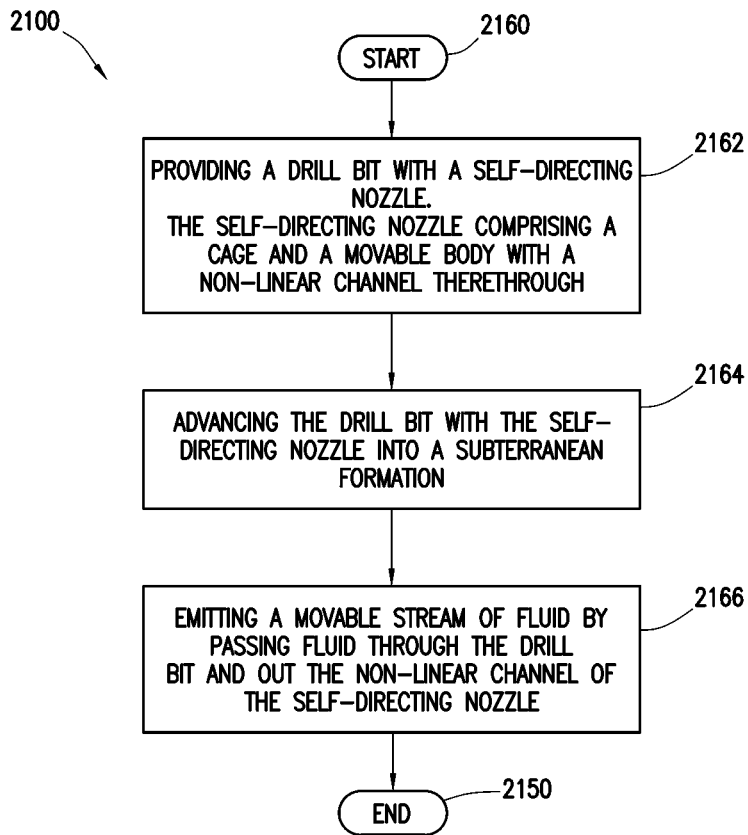 2100
START
2160
2162
PROVIDING A DRILL BIT WITH A SELF-DIRECTING
NOZZLE.
THE SELF-DIRECTING NOZZLE COMPRISING A
CAGE AND A MOVABLE BODY WITH A
NON-LINEAR CHANNEL THERETHROUGH
2164
ADVANCING THE DRILL BIT WITH THE SELF-
DIRECTING NOZZLE INTO A SUBTERRANEAN
FORMATION
2166
EMITTING A MOVABLE STREAM OF FLUID BY
PASSING FLUID THROUGH THE DRILL
BIT AND OUT THE NON-LINEAR CHANNEL OF
THE SELF-DIRECTING NOZZLE
END
2150